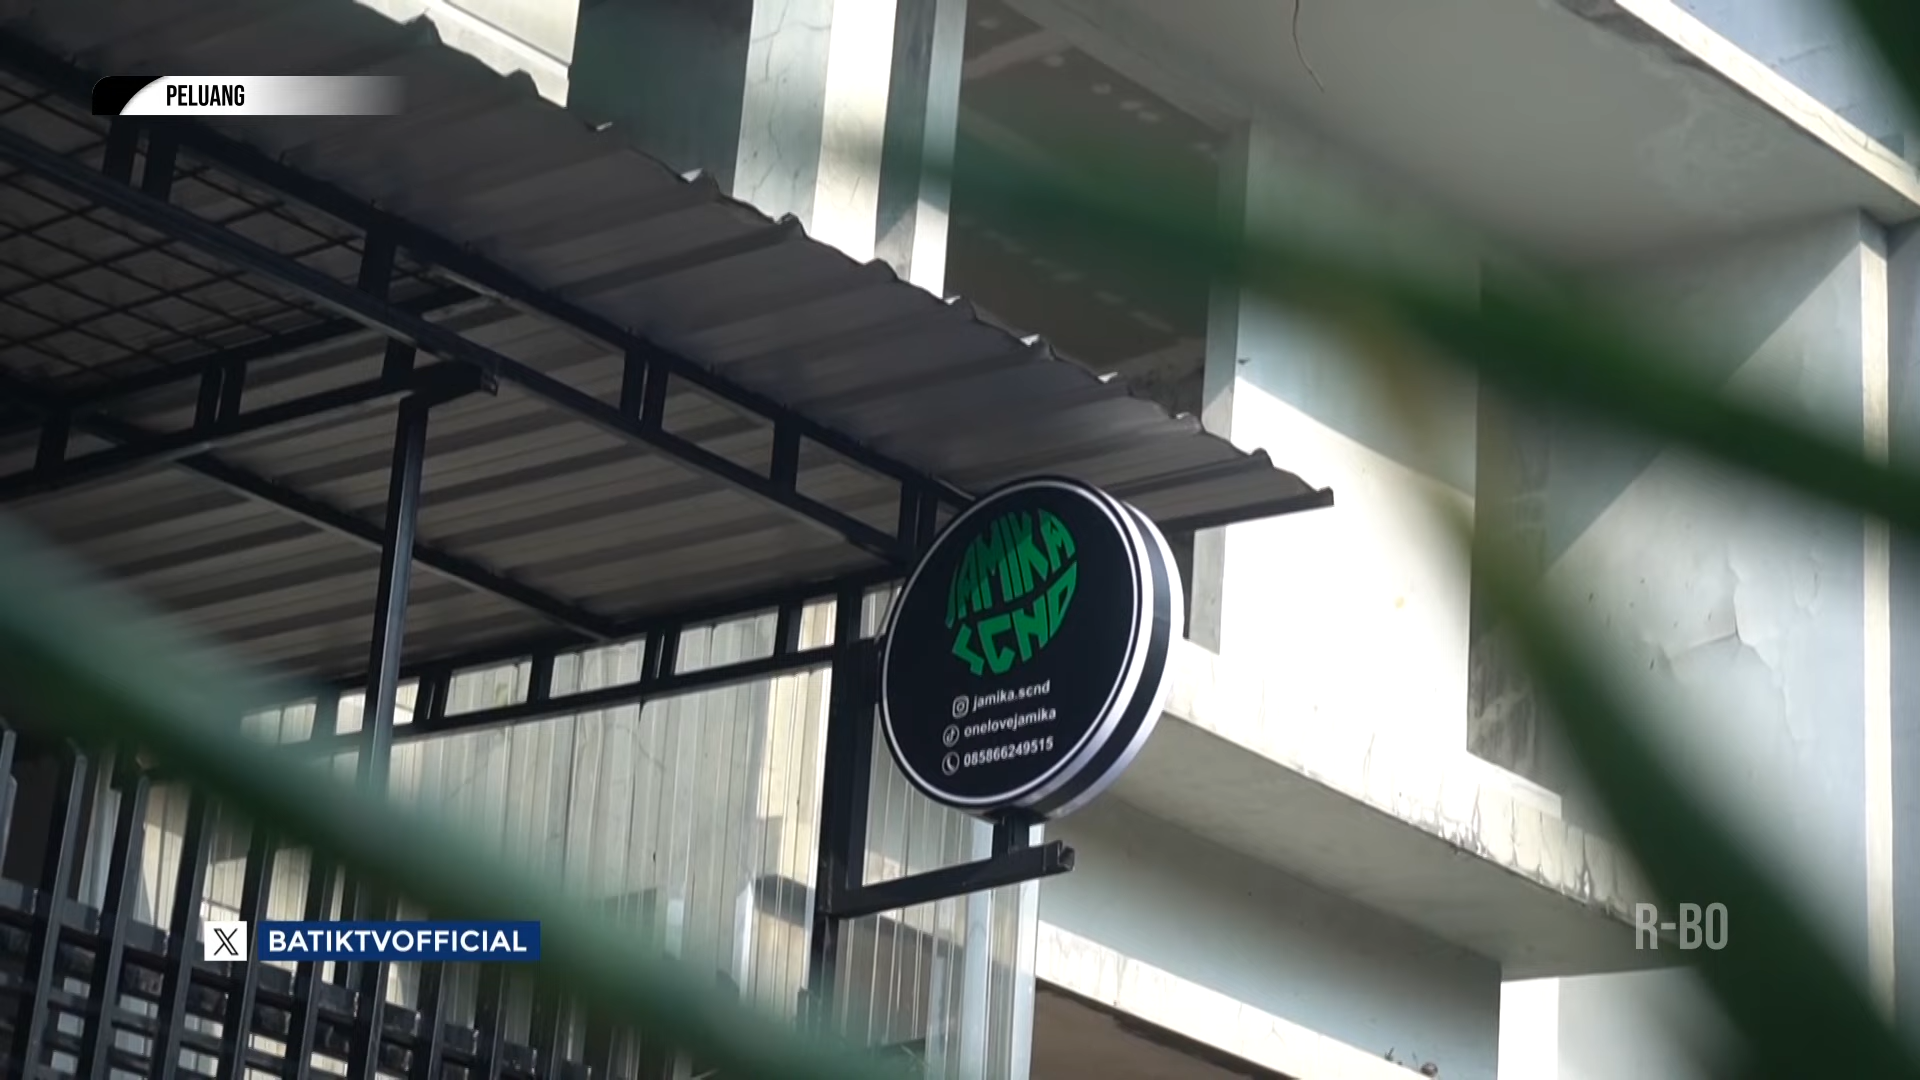 PELUANG
JAMIKA
SCND
jamika.scnd
onelovejamika
085866249515
BATIKTVOFFICIAL
R-BO